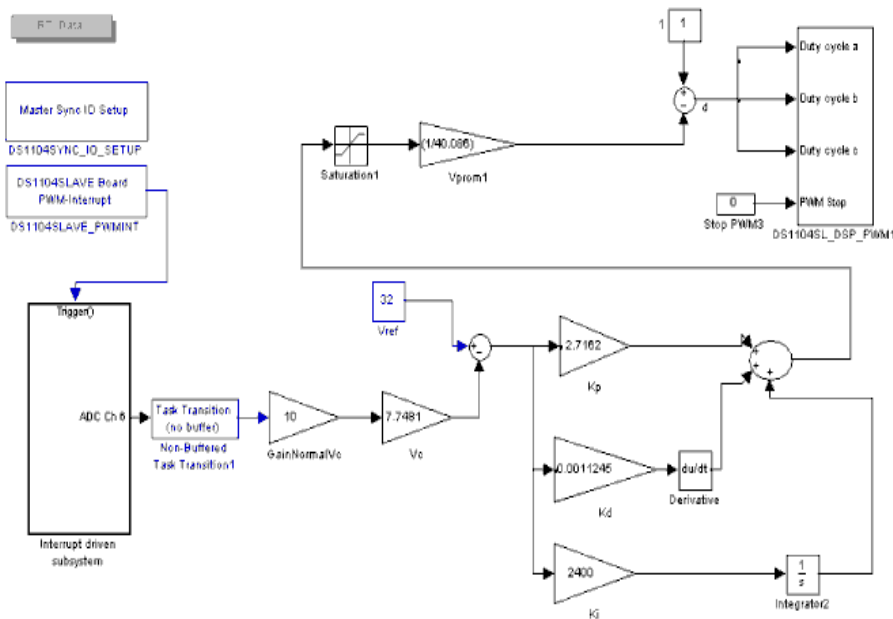 RTI Data
1
1
Duty cycle a
Master Sync IO Setup
d
Duty cycle b
DS1104SYNC_IO_SETUP
(1/40.086)
Duty cycle c
Saturation1
Vprom1
DS1104SLAVE Board
PWM-Interrupt
0
PWM Stop
DS1104SLAVE_PWMINT
Stop PWM3
DS1104SL_DSP_PWM1
Trigger()
32
Vref
2.7162
Kp
ADC Ch 6
Task Transition
(no buffer)
10
7.7481
Non-Buffered
Task Transition1
GainNormalVc
Vc
0.0011245
du/dt
Kd
Derivative
Interrupt driven
subsystem
2400
1
s
Ki
Integrator2